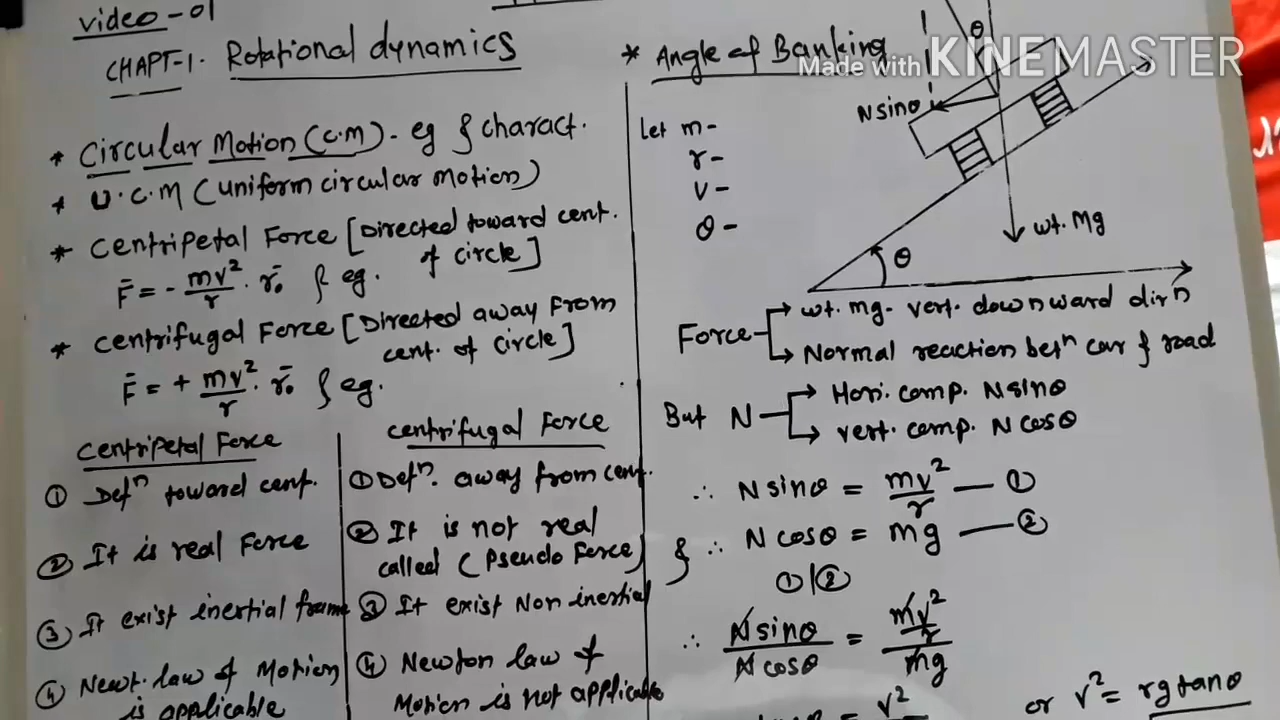 video-01
CHAPT-1. Rotational dynamics
* Circular Motion (C.M) - eg & charact.
* U.C.M (uniform circular motion)
* Centripetal Force [Directed toward cent. of circle]
F̄ = - mv²/r · r̄₀ & eg.
* Centrifugal Force [Directed away from cent. of circle]
F̄ = + mv²/r · r̄₀ & eg.
Centripetal Force
① Defⁿ toward cent.
② It is real Force
③ It exist inertial frame
④ Newt. law of Motion is applicable
Centrifugal Force
① Defⁿ. away from cent.
② It is not real called (Pseudo Force)
③ It exist Non inertial
④ Newton law of Motion is not applicable
* Angle of Banking
Made with KINEMASTER
Let m-
r-
v-
θ-
θ
N sinθ
wt. Mg
θ
Force → wt. mg - vert. downward dirⁿ
→ Normal reaction betⁿ car & road
But N → Hori. comp. N sinθ
→ vert. comp. N cosθ
∴ N sinθ = mv²/r — ①
& ∴ N cosθ = mg — ②
①/②
∴ N sinθ / N cosθ = mv²/r / mg
= v²
or v² = rg tanθ